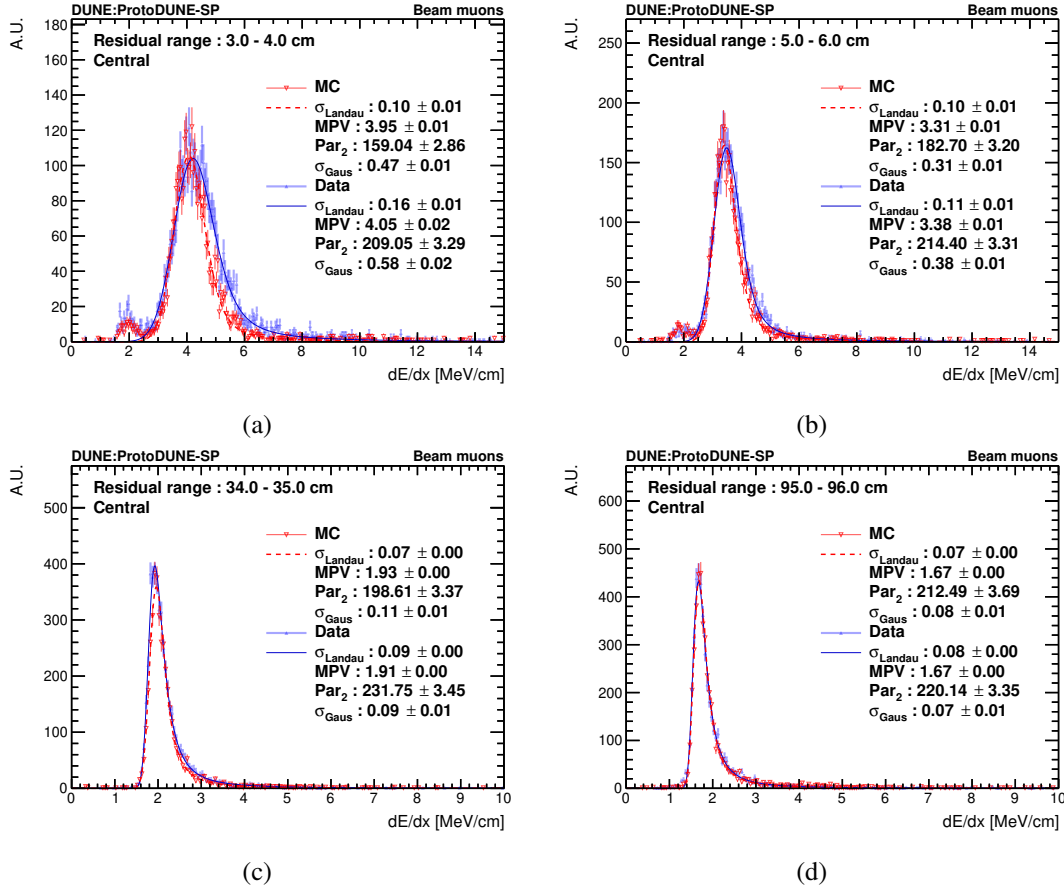 DUNE:ProtoDUNE-SP Beam muons
A.U.
Residual range : 3.0 - 4.0 cm
Central
MC
σLandau : 0.10 ± 0.01
MPV : 3.95 ± 0.01
Par2 : 159.04 ± 2.86
σGaus : 0.47 ± 0.01
Data
σLandau : 0.16 ± 0.01
MPV : 4.05 ± 0.02
Par2 : 209.05 ± 3.29
σGaus : 0.58 ± 0.02
160
140
120
100
80
60
40
20
0
0 2 4 6 8 10 12 14
dE/dx [MeV/cm]
(a)
DUNE:ProtoDUNE-SP Beam muons
A.U.
Residual range : 5.0 - 6.0 cm
Central
MC
σLandau : 0.10 ± 0.01
MPV : 3.31 ± 0.01
Par2 : 182.70 ± 3.20
σGaus : 0.31 ± 0.01
Data
σLandau : 0.11 ± 0.01
MPV : 3.38 ± 0.01
Par2 : 214.40 ± 3.31
σGaus : 0.38 ± 0.01
250
200
150
100
50
0
0 2 4 6 8 10 12 14
dE/dx [MeV/cm]
(b)
DUNE:ProtoDUNE-SP Beam muons
A.U.
Residual range : 34.0 - 35.0 cm
Central
MC
σLandau : 0.07 ± 0.00
MPV : 1.93 ± 0.00
Par2 : 198.61 ± 3.37
σGaus : 0.11 ± 0.01
Data
σLandau : 0.09 ± 0.00
MPV : 1.91 ± 0.00
Par2 : 231.75 ± 3.45
σGaus : 0.09 ± 0.01
500
400
300
200
100
0
0 1 2 3 4 5 6 7 8 9 10
dE/dx [MeV/cm]
(c)
DUNE:ProtoDUNE-SP Beam muons
A.U.
Residual range : 95.0 - 96.0 cm
Central
MC
σLandau : 0.07 ± 0.00
MPV : 1.67 ± 0.00
Par2 : 212.49 ± 3.69
σGaus : 0.08 ± 0.01
Data
σLandau : 0.08 ± 0.00
MPV : 1.67 ± 0.00
Par2 : 220.14 ± 3.35
σGaus : 0.07 ± 0.01
600
500
400
300
200
100
0
0 1 2 3 4 5 6 7 8 9 10
dE/dx [MeV/cm]
(d)